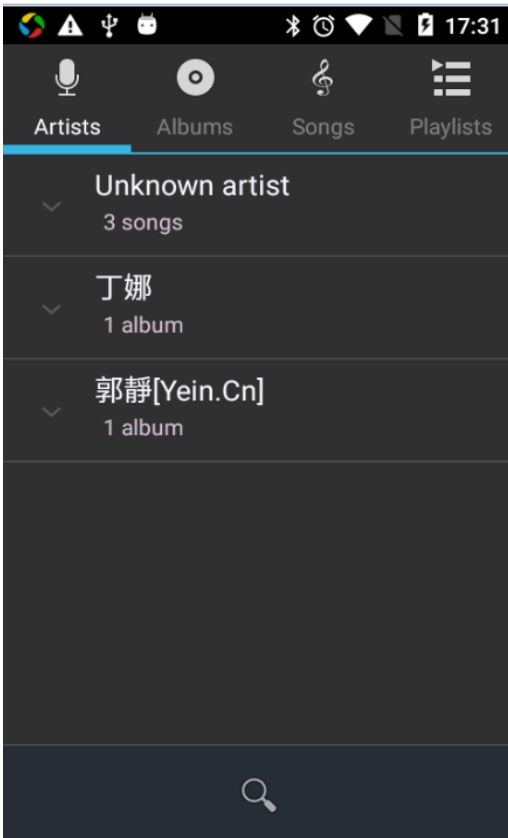 17:31
Artists Albums Songs Playlists
Unknown artist
3 songs
丁娜
1 album
郭靜[Yein.Cn]
1 album